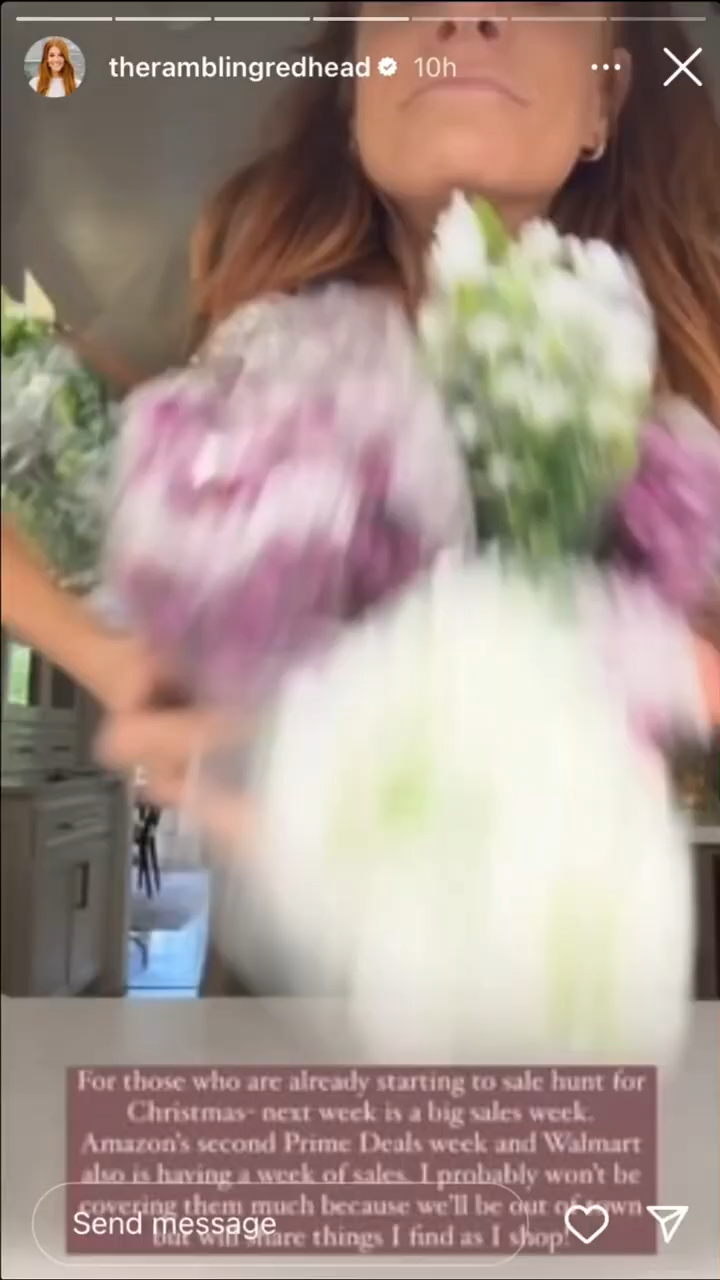 theramblingredhead 10h
For those who are already starting to sale hunt for
Christmas- next week is a big sales week.
Amazon's second Prime Deals week and Walmart
also is having a week of sales. I probably won't be
covering them much because we'll be out of town
but will share things I find as I shop!
Send message